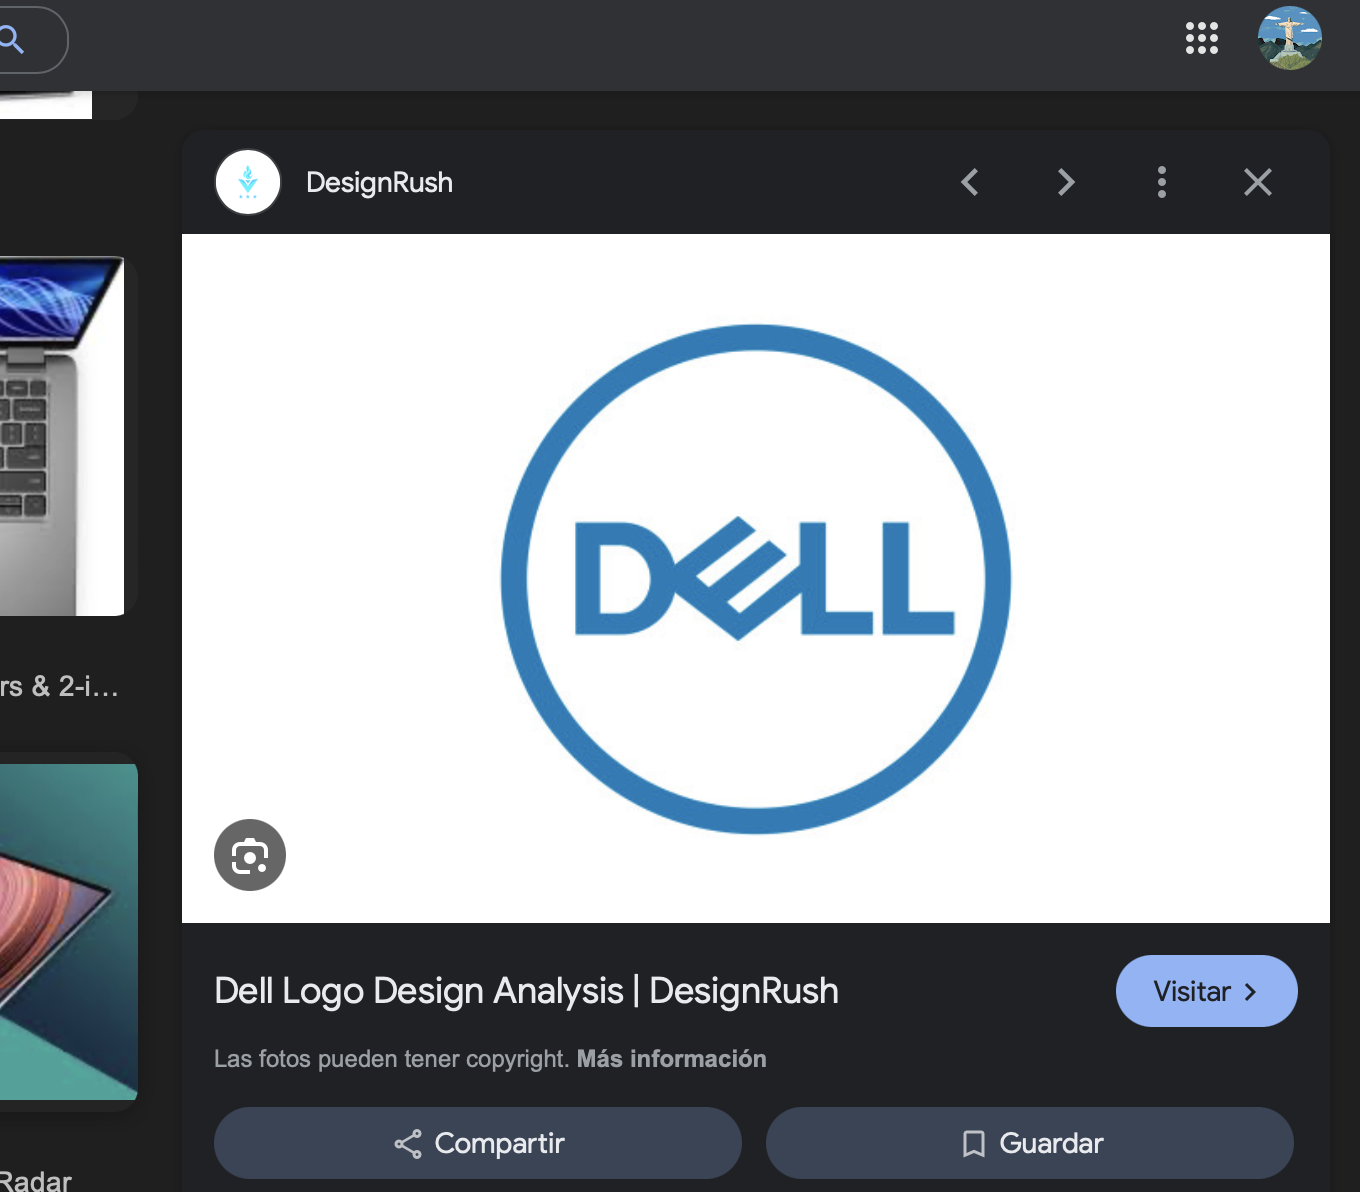 DesignRush
DELL
rs & 2-i...
Dell Logo Design Analysis | DesignRush
Visitar
Las fotos pueden tener copyright. Más información
Compartir
Guardar
Radar